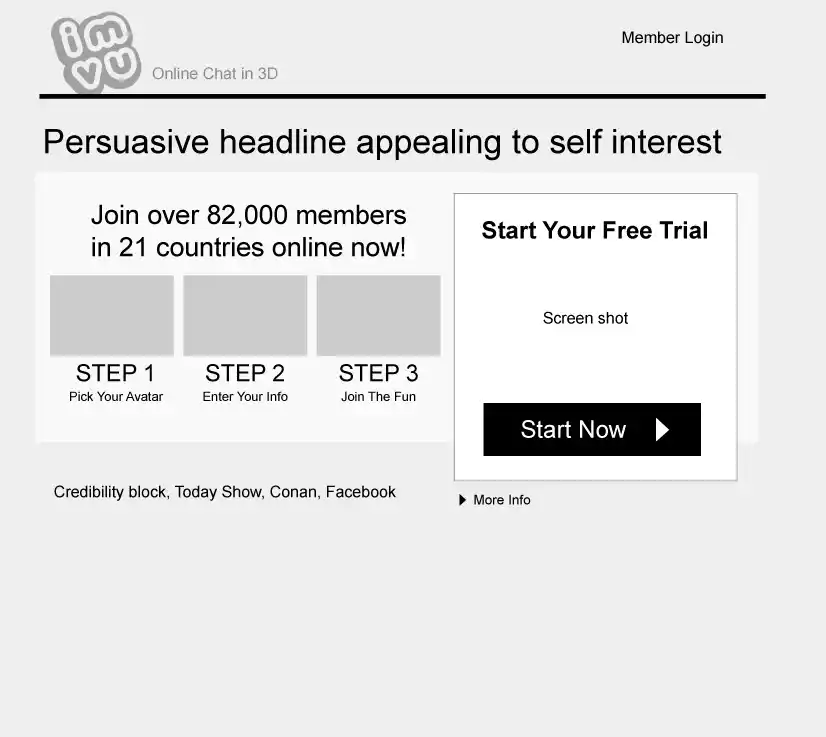 imvu
Online Chat in 3D
Member Login
Persuasive headline appealing to self interest
Join over 82,000 members
in 21 countries online now!
STEP 1
Pick Your Avatar
STEP 2
Enter Your Info
STEP 3
Join The Fun
Start Your Free Trial
Screen shot
Start Now
Credibility block, Today Show, Conan, Facebook
More Info